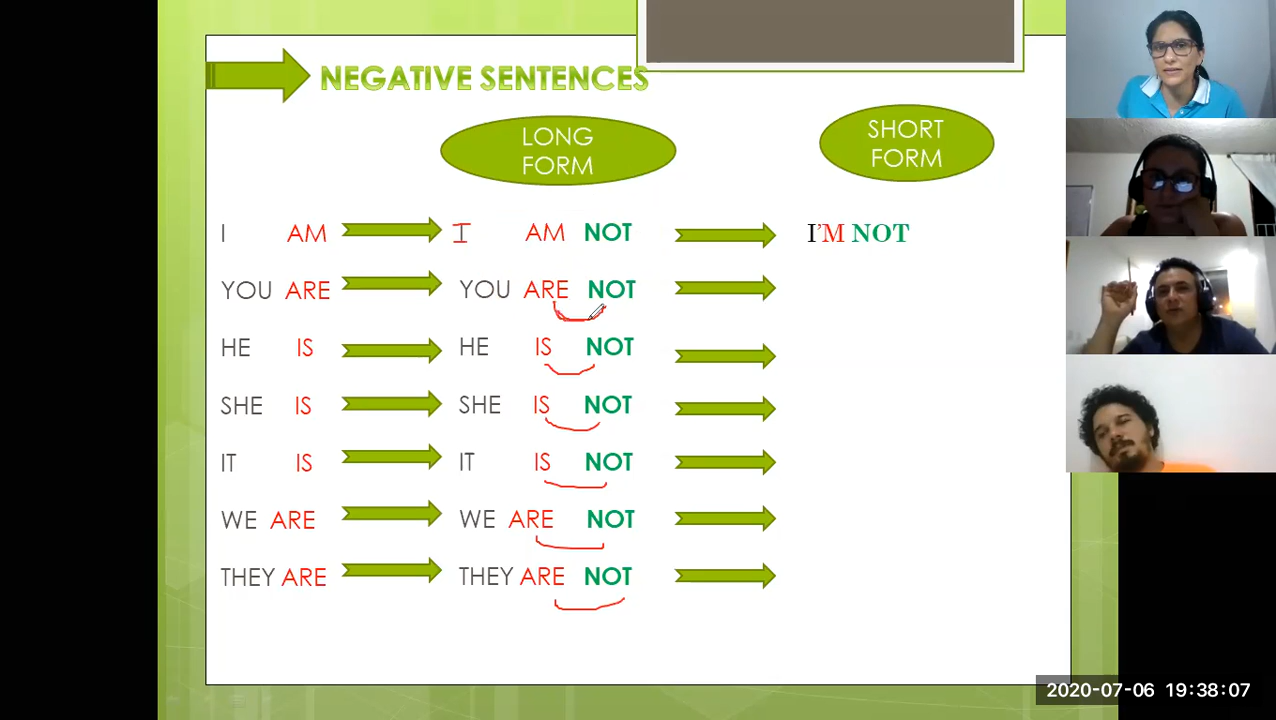 NEGATIVE SENTENCES
LONG
FORM
SHORT
FORM
I AM I AM NOT I'M NOT
YOU ARE YOU ARE NOT
HE IS HE IS NOT
SHE IS SHE IS NOT
IT IS IT IS NOT
WE ARE WE ARE NOT
THEY ARE THEY ARE NOT
2020-07-06 19:38:07